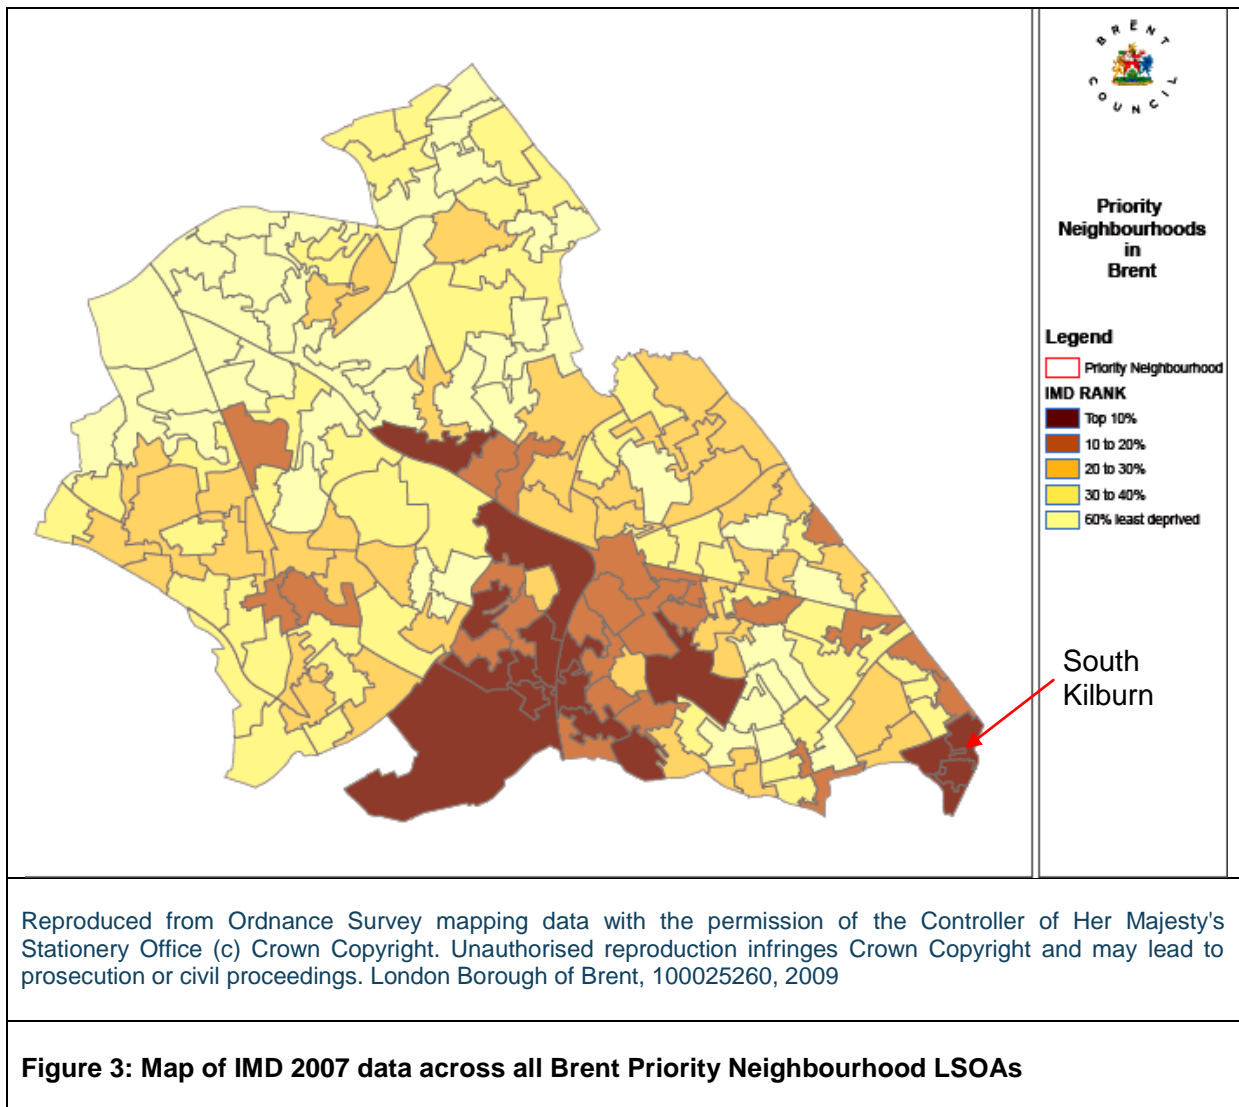 BRENT
COUNCIL
Priority
Neighbourhoods
in
Brent
Legend
Priority Neighbourhood
IMD RANK
Top 10%
10 to 20%
20 to 30%
30 to 40%
60% least deprived
South
Kilburn
Reproduced from Ordnance Survey mapping data with the permission of the Controller of Her Majesty's
Stationery Office (c) Crown Copyright. Unauthorised reproduction infringes Crown Copyright and may lead to
prosecution or civil proceedings. London Borough of Brent, 100025260, 2009
Figure 3: Map of IMD 2007 data across all Brent Priority Neighbourhood LSOAs